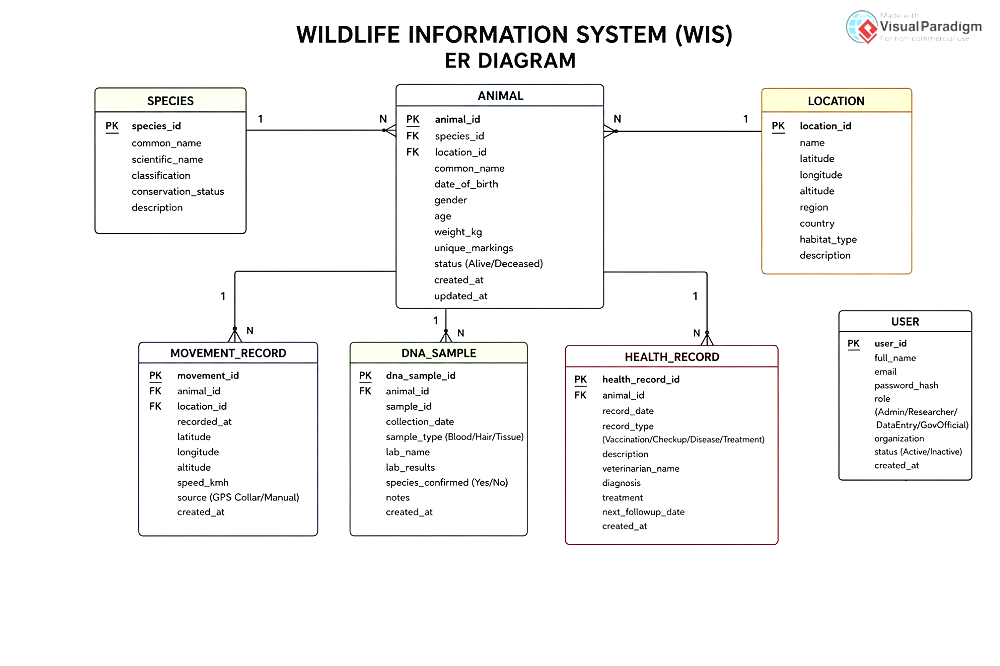 Made with
Visual Paradigm
For non-commercial use
WILDLIFE INFORMATION SYSTEM (WIS)
ER DIAGRAM
SPECIES
PK species_id
common_name
scientific_name
classification
conservation_status
description
1 N
ANIMAL
PK animal_id
FK species_id
FK location_id
common_name
date_of_birth
gender
age
weight_kg
unique_markings
status (Alive/Deceased)
created_at
updated_at
N 1
LOCATION
PK location_id
name
latitude
longitude
altitude
region
country
habitat_type
description
1
N
1
N
1
N
MOVEMENT_RECORD
PK movement_id
FK animal_id
FK location_id
recorded_at
latitude
longitude
altitude
speed_kmh
source (GPS Collar/Manual)
created_at
DNA_SAMPLE
PK dna_sample_id
FK animal_id
sample_id
collection_date
sample_type (Blood/Hair/Tissue)
lab_name
lab_results
species_confirmed (Yes/No)
notes
created_at
HEALTH_RECORD
PK health_record_id
FK animal_id
record_date
record_type
(Vaccination/Checkup/Disease/Treatment)
description
veterinarian_name
diagnosis
treatment
next_followup_date
created_at
USER
PK user_id
full_name
email
password_hash
role
(Admin/Researcher/
DataEntry/GovOfficial)
organization
status (Active/Inactive)
created_at